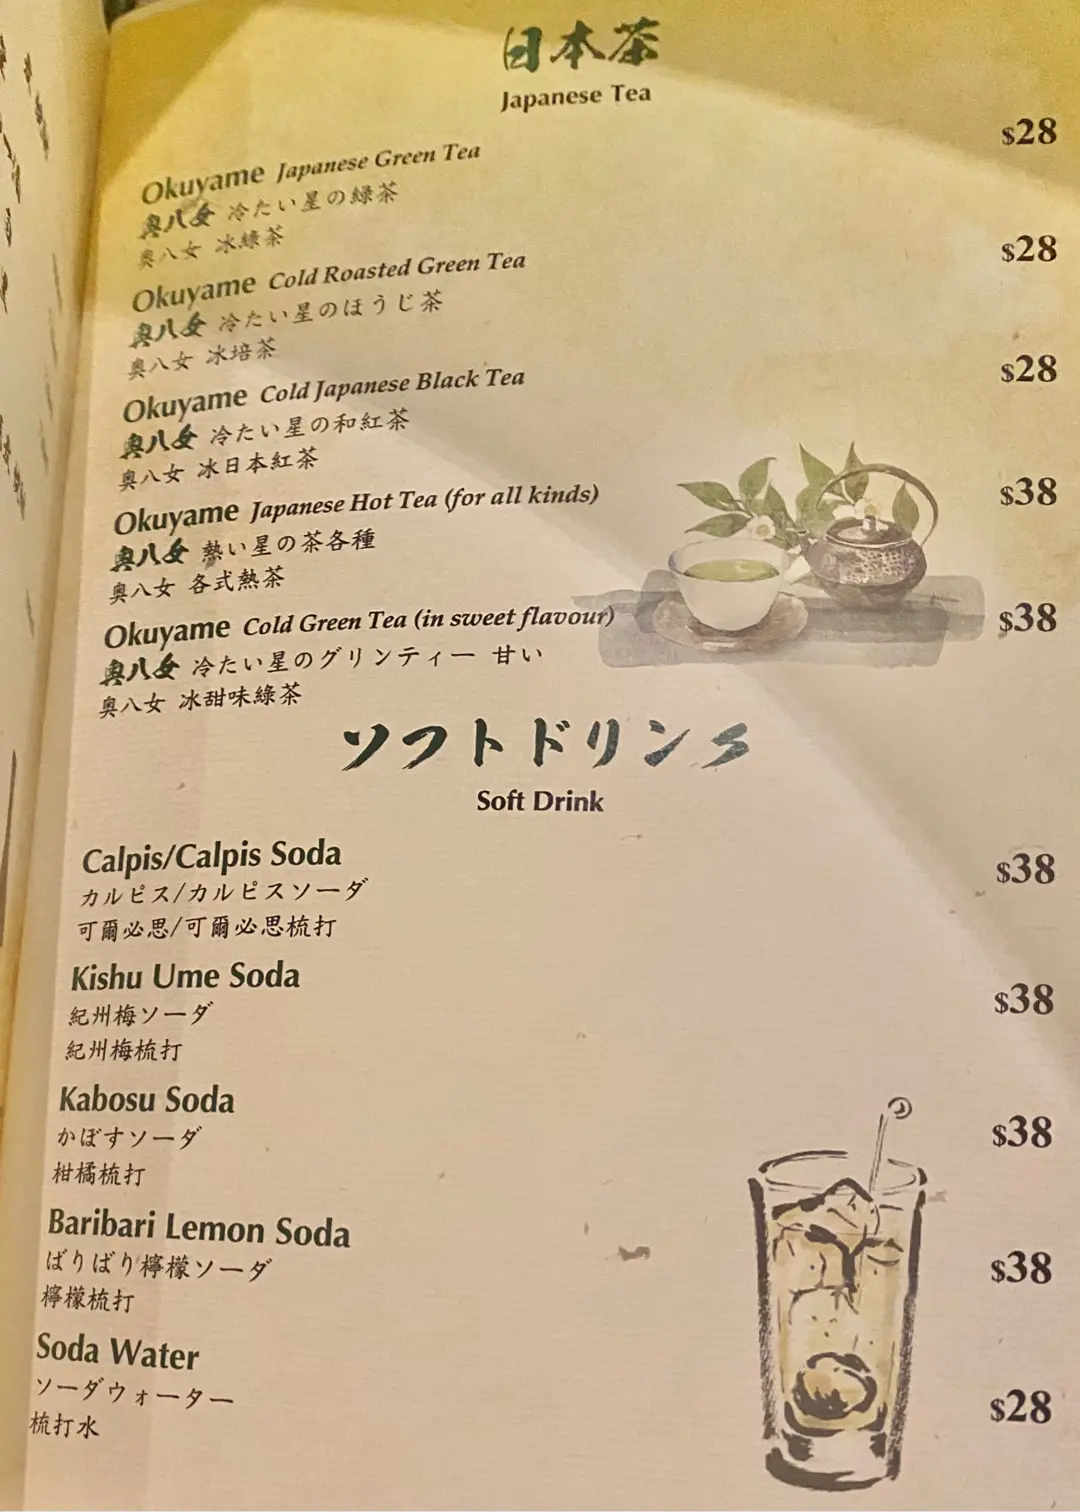 日本茶
Japanese Tea
Okuyame Japanese Green Tea $28
奥八女 冷たい星の緑茶
奥八女 冰綠茶
Okuyame Cold Roasted Green Tea $28
奥八女 冷たい星のほうじ茶
奥八女 冰培茶
Okuyame Cold Japanese Black Tea $28
奥八女 冷たい星の和紅茶
奥八女 冰日本紅茶
Okuyame Japanese Hot Tea (for all kinds) $38
奥八女 熱い星の茶各種
奥八女 各式熱茶
Okuyame Cold Green Tea (in sweet flavour) $38
奥八女 冷たい星のグリンティー 甘い
奥八女 冰甜味綠茶
ソフトドリンク
Soft Drink
Calpis/Calpis Soda $38
カルピス/カルピスソーダ
可爾必思/可爾必思梳打
Kishu Ume Soda $38
紀州梅ソーダ
紀州梅梳打
Kabosu Soda $38
かぼすソーダ
柑橘梳打
Baribari Lemon Soda $38
ばりばり檸檬ソーダ
檸檬梳打
Soda Water $28
ソーダウォーター
梳打水